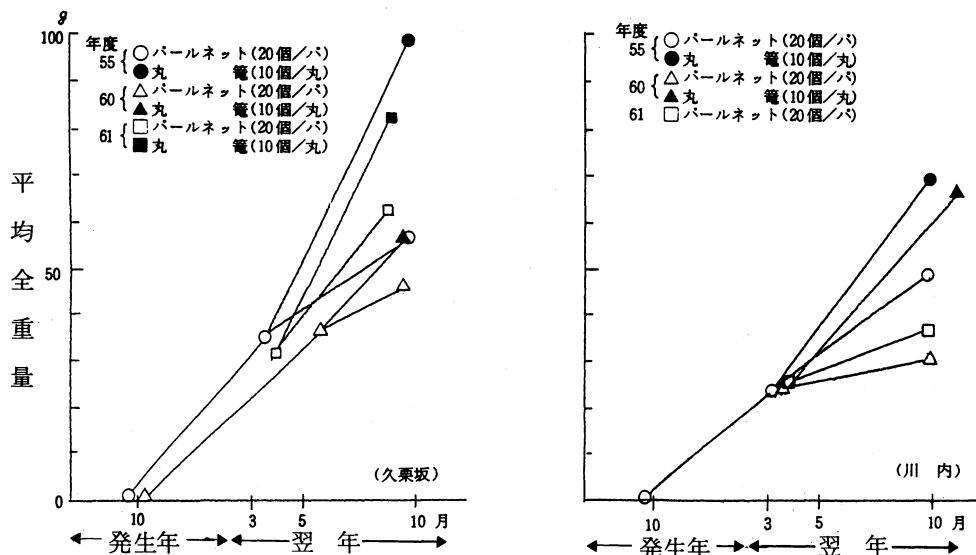 g
100
年度
55 { ○ パールネット(20個/パ)
● 丸 篭(10個/丸)
60 { △ パールネット(20個/パ)
▲ 丸 篭(10個/丸)
61 { □ パールネット(20個/パ)
■ 丸 篭(10個/丸)
平均全重量
50
0
(久栗坂)
10 3 5 10 月
発生年 翌年
年度
55 { ○ パールネット(20個/パ)
● 丸 篭(10個/丸)
60 { △ パールネット(20個/パ)
▲ 丸 篭(10個/丸)
61 □ パールネット(20個/パ)
(川内)
10 3 5 10 月
発生年 翌年